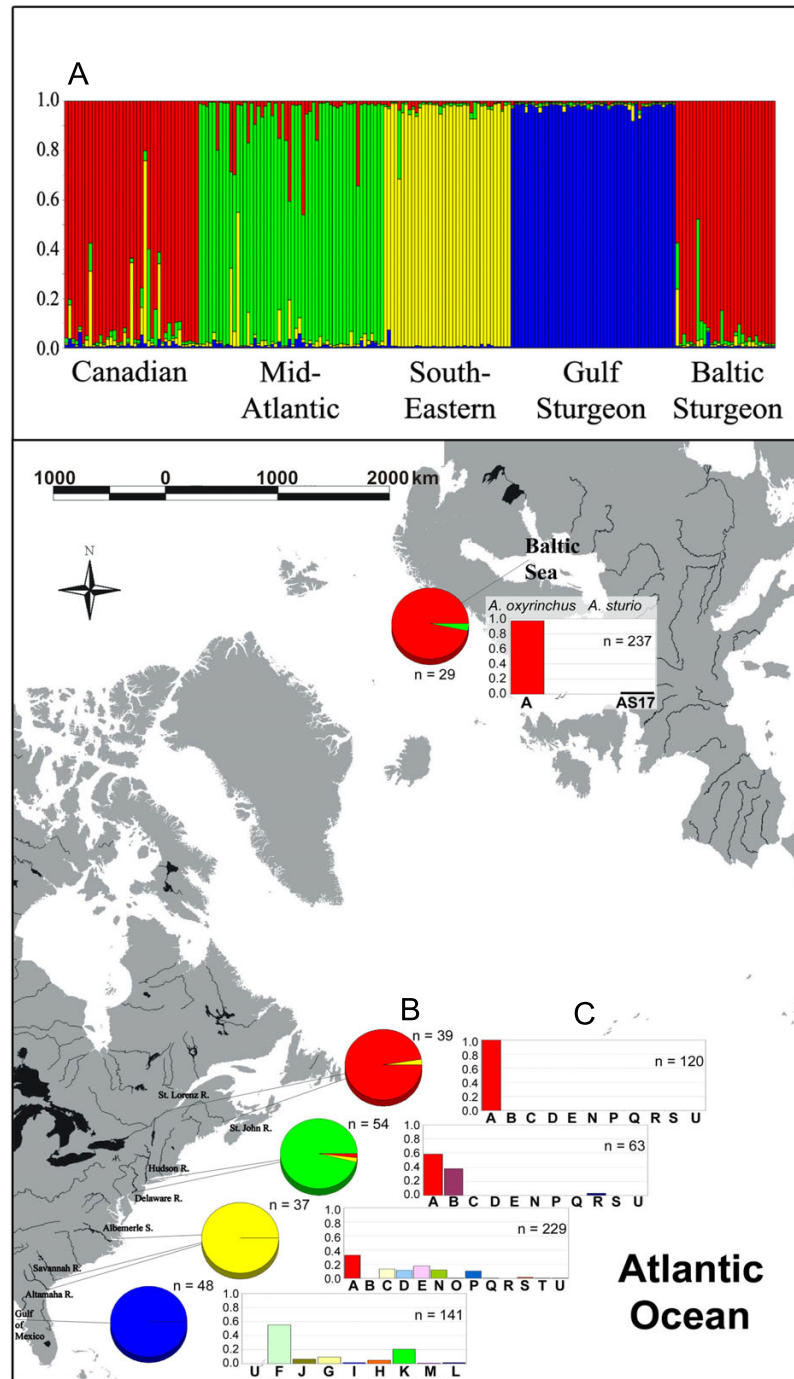 A
1.0
0.8
0.6
0.4
0.2
0.0
Canadian
Mid-
Atlantic
South-
Eastern
Gulf
Sturgeon
Baltic
Sturgeon
1000 0 1000 2000 km
N
Baltic
Sea
A. oxyrinchus A. sturio
1.0
0.8
0.6
0.4
0.2
0.0
n = 237
A AS17
n = 29
B
C
n = 39
1.0
0.8
0.6
0.4
0.2
0.0
n = 120
A B C D E N P Q R S U
St. Lorenz R.
St. John R.
n = 54
1.0
0.8
0.6
0.4
0.2
0.0
n = 63
A B C D E N P Q R S U
Hudson R.
Delaware R.
n = 37
1.0
0.8
0.6
0.4
0.2
0.0
n = 229
A B C D E N O P Q R S T U
Albemerle S.
Savannah R.
Altamaha R.
Gulf
of
Mexico
n = 48
1.0
0.8
0.6
0.4
0.2
0.0
n = 141
U F J G I H K M L
Atlantic
Ocean